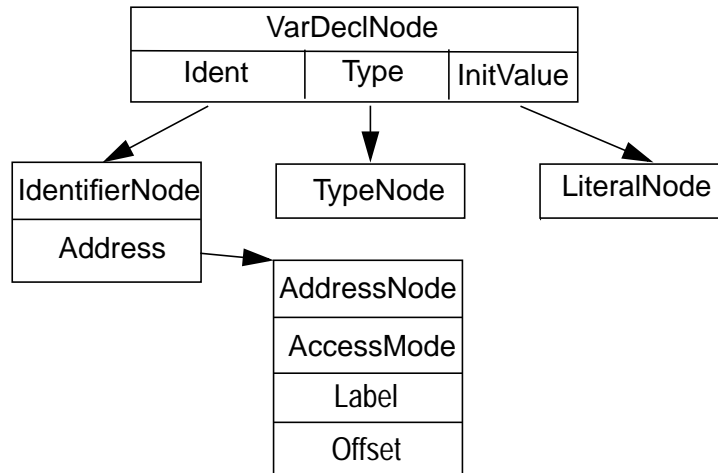 VarDeclNode
Ident Type InitValue
IdentifierNode
Address
TypeNode
LiteralNode
AddressNode
AccessMode
Label
Offset